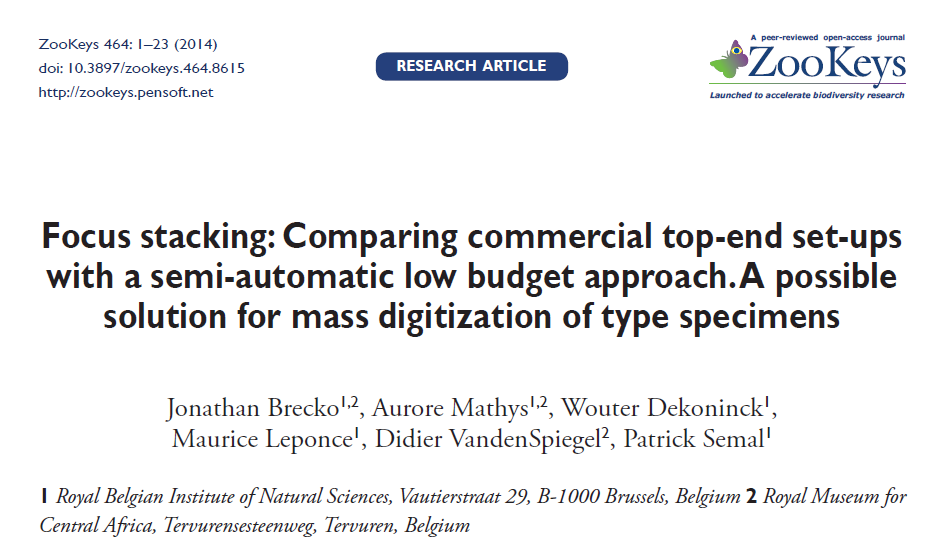 ZooKeys 464: 1–23 (2014)
doi: 10.3897/zookeys.464.8615
http://zookeys.pensoft.net
RESEARCH ARTICLE
A peer-reviewed open-access journal
ZooKeys
Launched to accelerate biodiversity research
Focus stacking: Comparing commercial top-end set-ups
with a semi-automatic low budget approach. A possible
solution for mass digitization of type specimens
Jonathan Brecko1,2, Aurore Mathys1,2, Wouter Dekoninck1,
Maurice Leponce1, Didier VandenSpiegel2, Patrick Semal1
1 Royal Belgian Institute of Natural Sciences, Vautierstraat 29, B-1000 Brussels, Belgium 2 Royal Museum for
Central Africa, Tervurensesteenweg, Tervuren, Belgium